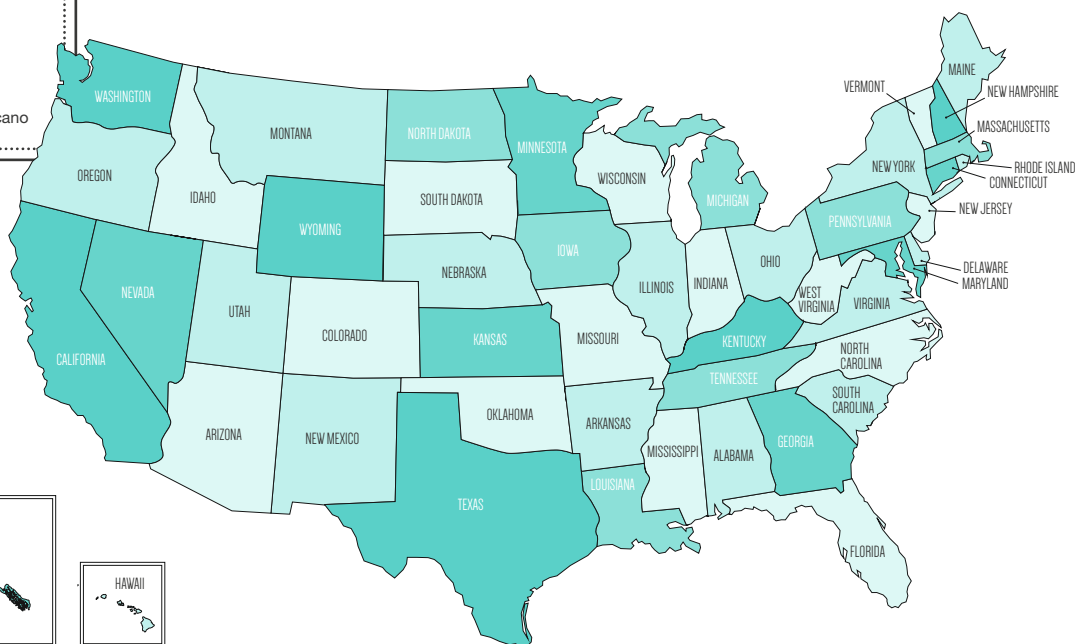 MAINE
VERMONT
NEW HAMPSHIRE
WASHINGTON
cano
MASSACHUSETTS
MONTANA
NORTH DAKOTA
MINNESOTA
NEW YORK
RHODE ISLAND
OREGON
WISCONSIN
CONNECTICUT
IDAHO
SOUTH DAKOTA
MICHIGAN
NEW JERSEY
WYOMING
PENNSYLVANIA
IOWA
OHIO
DELAWARE
NEBRASKA
MARYLAND
NEVADA
ILLINOIS
INDIANA
WEST
VIRGINIA
VIRGINIA
UTAH
COLORADO
KANSAS
MISSOURI
KENTUCKY
CALIFORNIA
NORTH
CAROLINA
TENNESSEE
SOUTH
CAROLINA
OKLAHOMA
ARKANSAS
ARIZONA
NEW MEXICO
GEORGIA
MISSISSIPPI
ALABAMA
LOUISIANA
TEXAS
FLORIDA
HAWAII